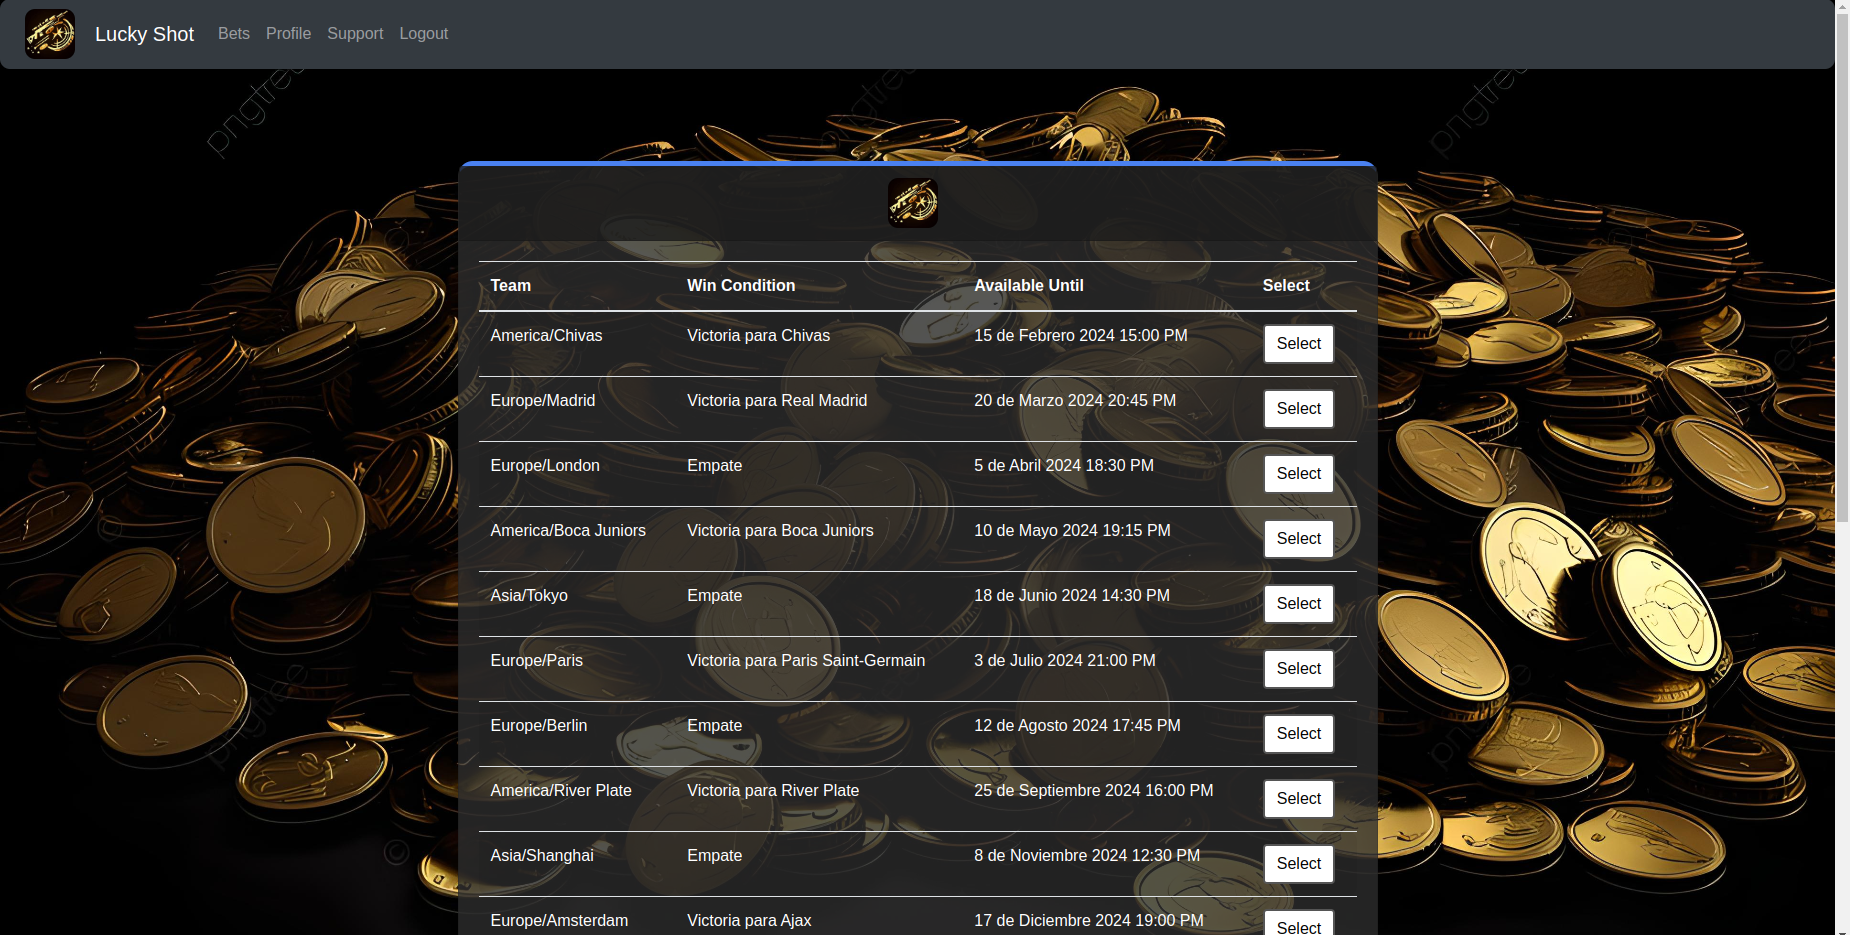 Lucky Shot Bets Profile Support Logout
pngtree
pngtree
pngtree
Team Win Condition Available Until Select
America/Chivas Victoria para Chivas 15 de Febrero 2024 15:00 PM Select
Europe/Madrid Victoria para Real Madrid 20 de Marzo 2024 20:45 PM Select
Europe/London Empate 5 de Abril 2024 18:30 PM Select
America/Boca Juniors Victoria para Boca Juniors 10 de Mayo 2024 19:15 PM Select
Asia/Tokyo Empate 18 de Junio 2024 14:30 PM Select
Europe/Paris Victoria para Paris Saint-Germain 3 de Julio 2024 21:00 PM Select
pngtree
pngtree
Europe/Berlin Empate 12 de Agosto 2024 17:45 PM Select
America/River Plate Victoria para River Plate 25 de Septiembre 2024 16:00 PM Select
©
Asia/Shanghai Empate 8 de Noviembre 2024 12:30 PM Select
Europe/Amsterdam Victoria para Ajax 17 de Diciembre 2024 19:00 PM Select